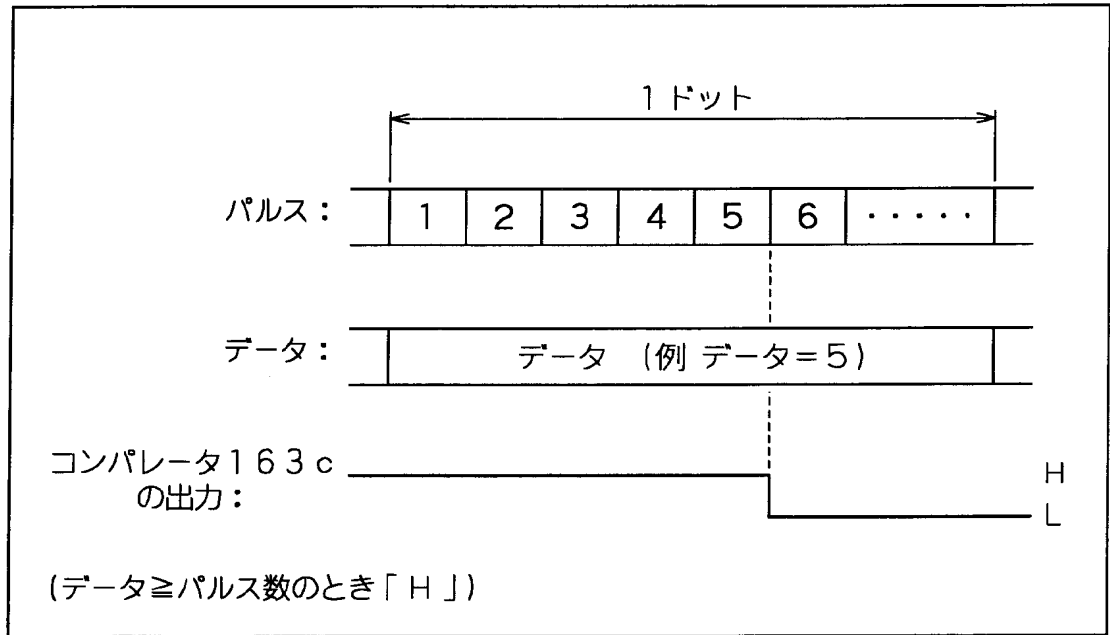 1ドット
パルス： 1 2 3 4 5 6 ・・・・・
データ： データ （例 データ＝5）
コンパレータ163c
の出力：
H
L
（データ≧パルス数のとき「H」）